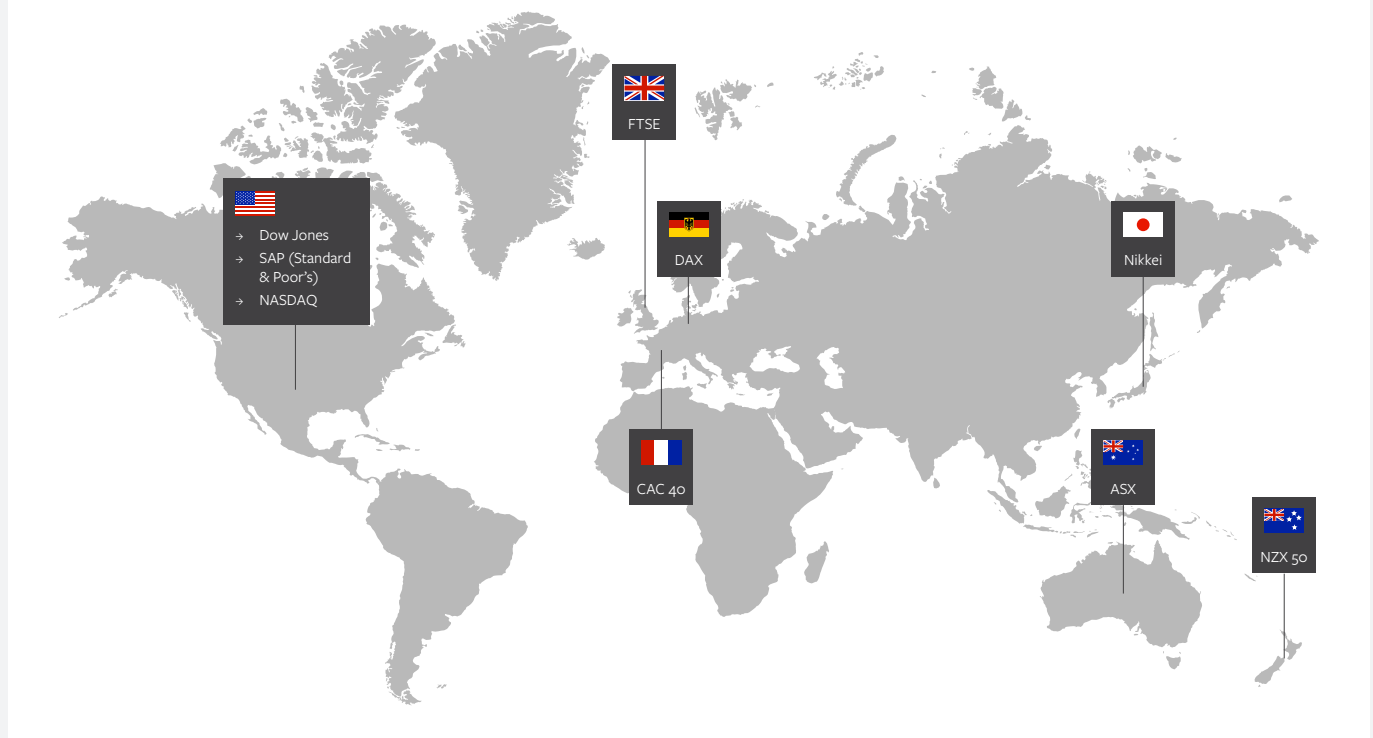 FTSE
Dow Jones
SAP (Standard
& Poor's)
NASDAQ
DAX
Nikkei
CAC 40
ASX
NZX 50